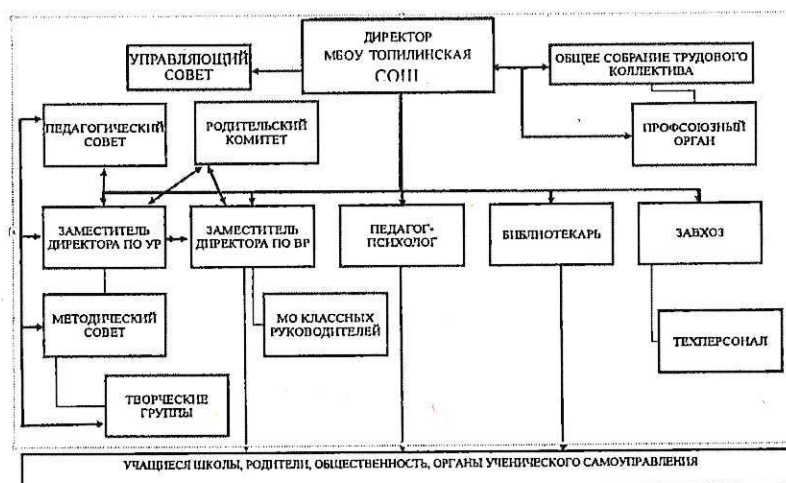 ДИРЕКТОР
МБОУ ТОПИЛИНСКАЯ
СОШ
УПРАВЛЯЮЩИЙ
СОВЕТ
ОБЩЕЕ СОБРАНИЕ ТРУДОВОГО
КОЛЛЕКТИВА
ПЕДАГОГИЧЕСКИЙ
СОВЕТ
РОДИТЕЛЬСКИЙ
КОМИТЕТ
ПРОФСОЮЗНЫЙ
ОРГАН
ЗАМЕСТИТЕЛЬ
ДИРЕКТОРА ПО УР
ЗАМЕСТИТЕЛЬ
ДИРЕКТОРА ПО ВР
ПЕДАГОГ-
ПСИХОЛОГ
БИБЛИОТЕКАРЬ
ЗАВХОЗ
МЕТОДИЧЕСКИЙ
СОВЕТ
МО КЛАССНЫХ
РУКОВОДИТЕЛЕЙ
ТЕХПЕРСОНАЛ
ТВОРЧЕСКИЕ
ГРУППЫ
УЧАЩИЕСЯ ШКОЛЫ, РОДИТЕЛИ, ОБЩЕСТВЕННОСТЬ, ОРГАНЫ УЧЕНИЧЕСКОГО САМОУПРАВЛЕНИЯ